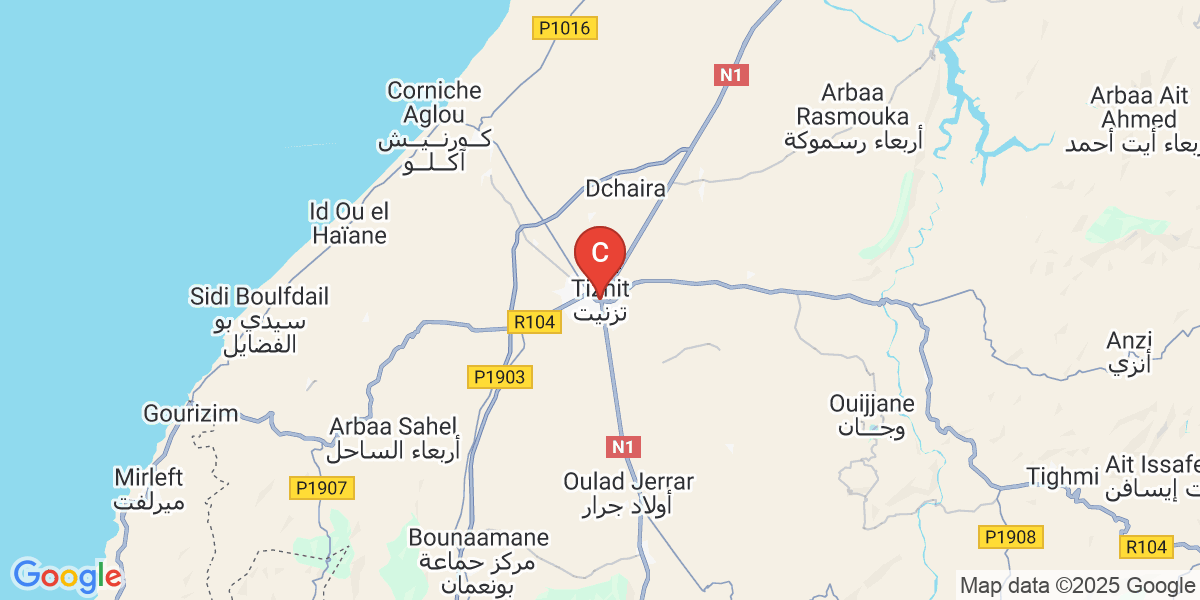 P1016
N1
Corniche
Aglou
كورنيش
أكلو
Arbaa
Rasmouka
أربعاء رسموكة
Arbaa Ait
Ahmed
أربعاء أيت أحمد
Dchaira
Id Ou el
Haïane
C
Tiznit
تزنيت
Sidi Boulfdail
سيدي بو
الفضايل
R104
Anzi
أنزي
P1903
Gourizim
Arbaa Sahel
أربعاء الساحل
Ouijjane
وجان
N1
Mirleft
ميرلفت
P1907
Oulad Jerrar
أولاد جرار
Tighmi
Ait Issafe
ت إيسافن
Bounaamane
مركز جماعة
بونعمان
P1908
R104
Google
Map data ©2025 Google